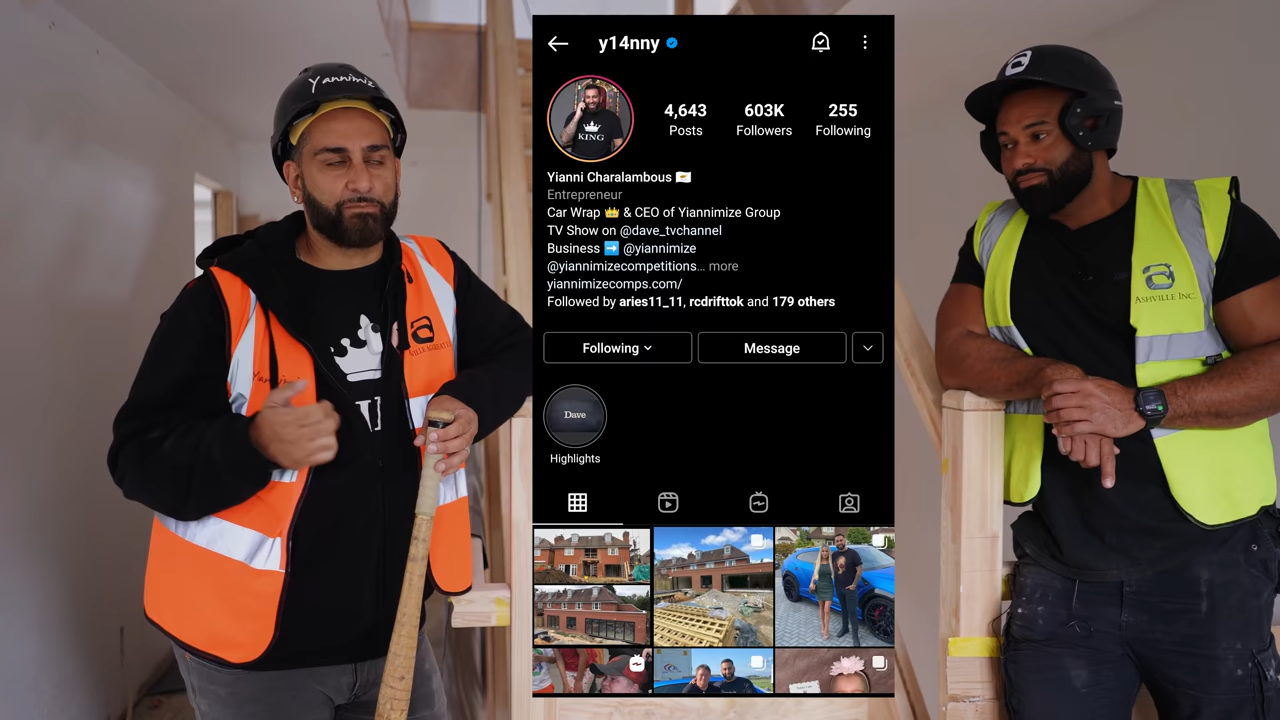 Yannimiz
y14nny
4,643
Posts
603K
Followers
255
Following
KING
Yianni Charalambous 🇨🇾
Entrepreneur
Car Wrap 👑 & CEO of Yiannimize Group
TV Show on @dave_tvchannel
Business ➡️ @yiannimize
@yiannimizecompetitions... more
yiannimizecomps.com/
Followed by aries11_11, rcdrifttok and 179 others
Following
Message
Dave
Highlights
ASHVILLE INC.